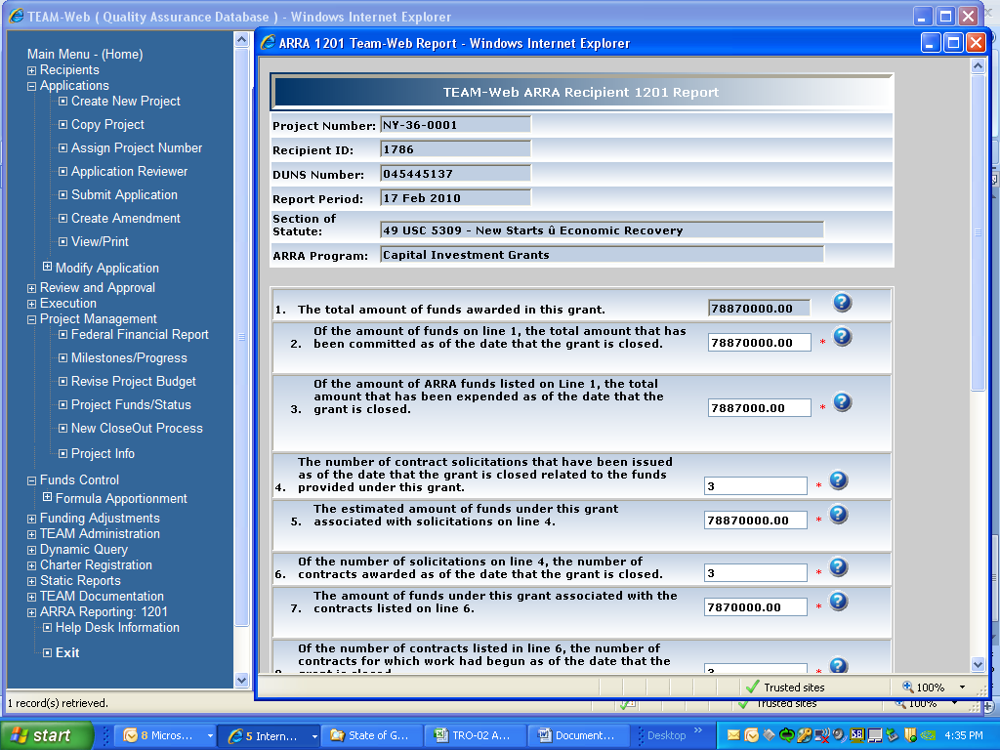 TEAM-Web ( Quality Assurance Database ) - Windows Internet Explorer
Main Menu - (Home)
Recipients
Applications
Create New Project
Copy Project
Assign Project Number
Application Reviewer
Submit Application
Create Amendment
View/Print
Modify Application
Review and Approval
Execution
Project Management
Federal Financial Report
Milestones/Progress
Revise Project Budget
Project Funds/Status
New CloseOut Process
Project Info
Funds Control
Formula Apportionment
Funding Adjustments
TEAM Administration
Dynamic Query
Charter Registration
Static Reports
TEAM Documentation
ARRA Reporting: 1201
Help Desk Information
Exit
1 record(s) retrieved.
ARRA 1201 Team-Web Report - Windows Internet Explorer
TEAM-Web ARRA Recipient 1201 Report
Project Number: NY-36-0001
Recipient ID: 1786
DUNS Number: 045445137
Report Period: 17 Feb 2010
Section of
Statute: 49 USC 5309 - New Starts û Economic Recovery
ARRA Program: Capital Investment Grants
1. The total amount of funds awarded in this grant. 78870000.00 ?
Of the amount of funds on line 1, the total amount that has
2. been committed as of the date that the grant is closed. 78870000.00 * ?
Of the amount of ARRA funds listed on Line 1, the total
amount that has been expended as of the date that the
3. grant is closed. 7887000.00 * ?
The number of contract solicitations that have been issued
as of the date that the grant is closed related to the funds
4. provided under this grant. 3 * ?
The estimated amount of funds under this grant
5. associated with solicitations on line 4. 78870000.00 * ?
Of the number of solicitations on line 4, the number of
6. contracts awarded as of the date that the grant is closed. 3 * ?
The amount of funds under this grant associated with the
7. contracts listed on line 6. 7870000.00 * ?
Of the number of contracts listed in line 6, the number of
contracts for which work had begun as of the date that the
8. grant is closed. 3 * ?
Trusted sites 100%
Trusted sites 100%
start 8 Micros... 5 Intern... State of G... TRO-02 A... Document... Desktop » 4:35 PM